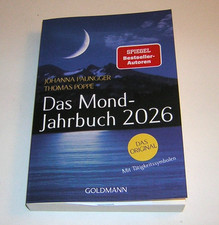 SPIEGEL
Bestseller-
Autoren
JOHANNA PAUNGGER
THOMAS POPPE
Das Mond-
Jahrbuch 2026
DAS
ORIGINAL
Mit Tätigkeitssymbolen
GOLDMANN